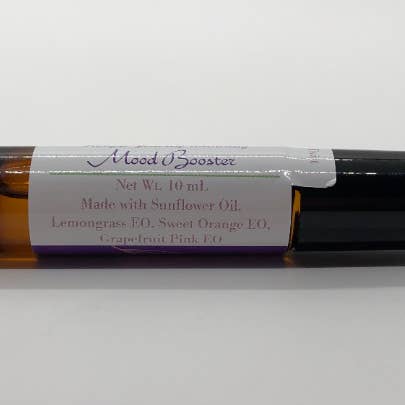 Mood Booster
Net Wt. 10 mL
Made with Sunflower Oil,
Lemongrass EO, Sweet Orange EO,
Grapefruit Pink EO